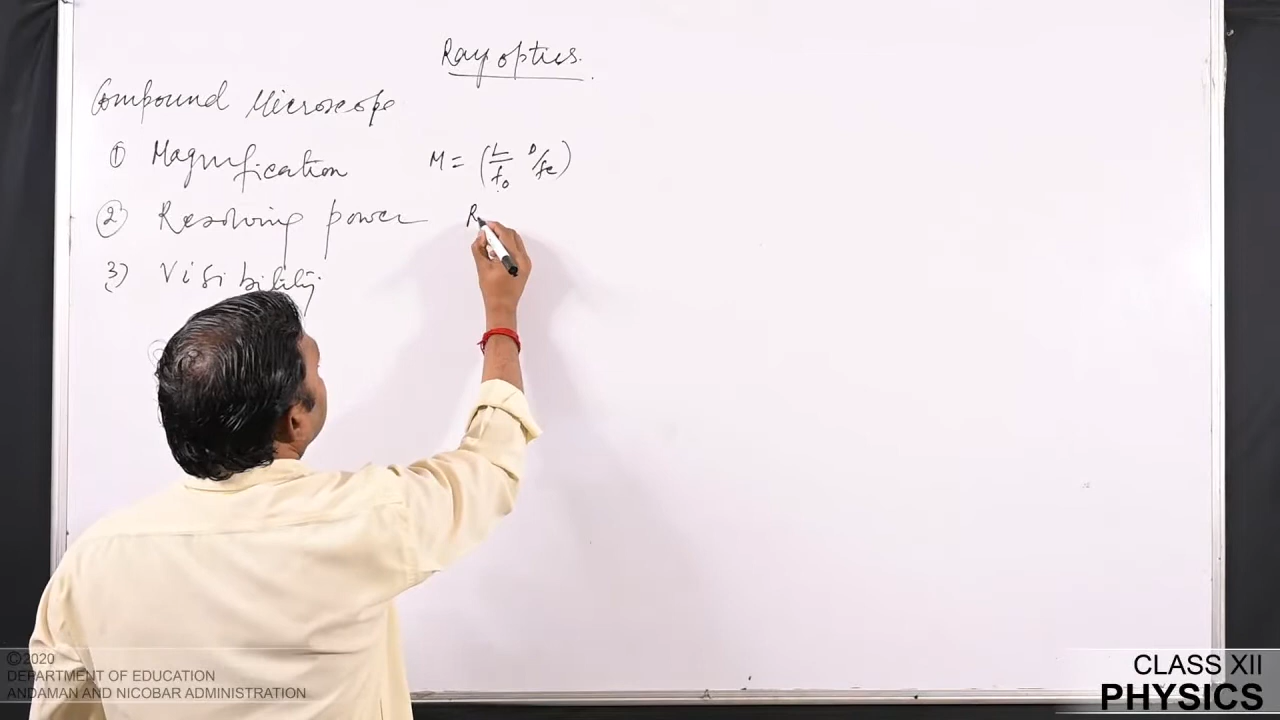 Ray optics.
Compound Microscope
① Magnification M = (L/fo D/fe)
② Resolving power R
3) Visibility
©2020
DEPARTMENT OF EDUCATION
ANDAMAN AND NICOBAR ADMINISTRATION
CLASS XII
PHYSICS